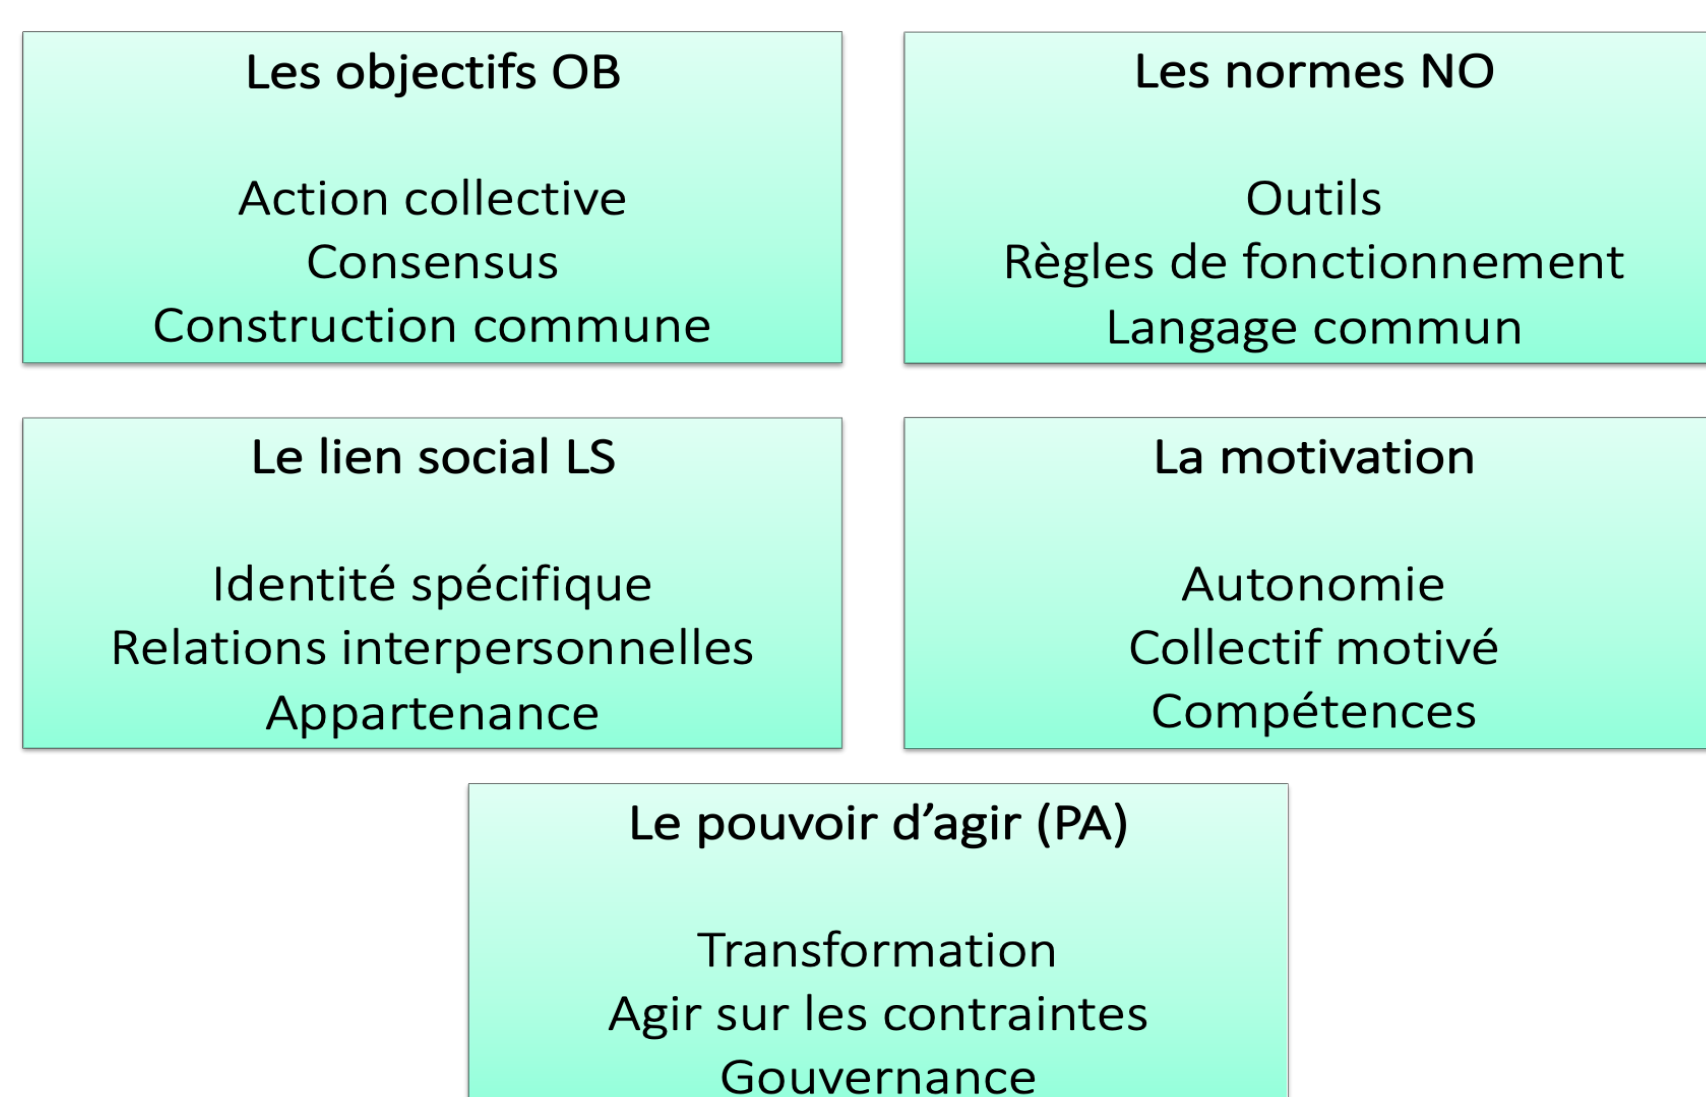 Les objectifs OB
Action collective
Consensus
Construction commune
Les normes NO
Outils
Règles de fonctionnement
Langage commun
Le lien social LS
Identité spécifique
Relations interpersonnelles
Appartenance
La motivation
Autonomie
Collectif motivé
Compétences
Le pouvoir d’agir (PA)
Transformation
Agir sur les contraintes
Gouvernance